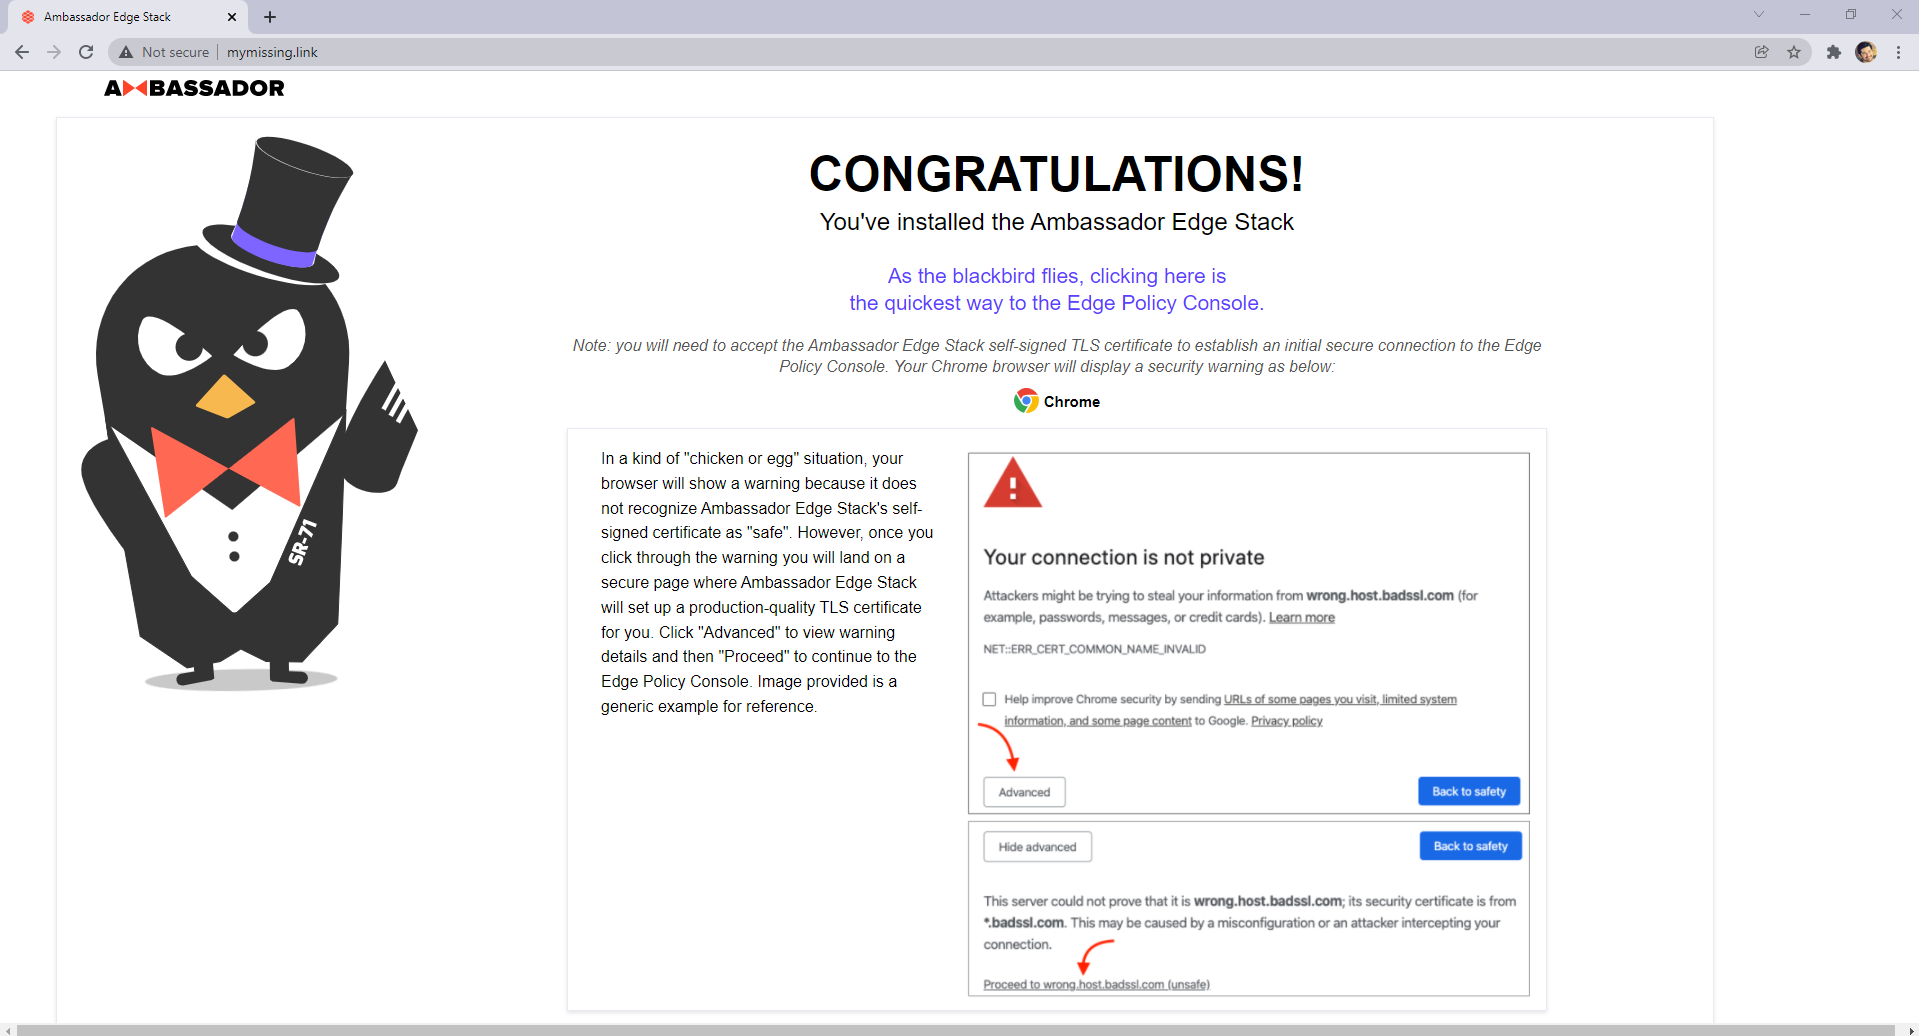 Ambassador Edge Stack
Not secure
mymissing.link
AMBASSADOR
CONGRATULATIONS!
You've installed the Ambassador Edge Stack
As the blackbird flies, clicking here is
the quickest way to the Edge Policy Console.
Note: you will need to accept the Ambassador Edge Stack self-signed TLS certificate to establish an initial secure connection to the Edge
Policy Console. Your Chrome browser will display a security warning as below:
Chrome
SR-71
In a kind of "chicken or egg" situation, your
browser will show a warning because it does
not recognize Ambassador Edge Stack's self-
signed certificate as "safe". However, once you
click through the warning you will land on a
secure page where Ambassador Edge Stack
will set up a production-quality TLS certificate
for you. Click "Advanced" to view warning
details and then "Proceed" to continue to the
Edge Policy Console. Image provided is a
generic example for reference.
Your connection is not private
Attackers might be trying to steal your information from wrong.host.badssl.com (for
example, passwords, messages, or credit cards). Learn more
NET::ERR_CERT_COMMON_NAME_INVALID
Help improve Chrome security by sending URLs of some pages you visit, limited system
information, and some page content to Google. Privacy policy
Advanced
Back to safety
Hide advanced
Back to safety
This server could not prove that it is wrong.host.badssl.com; its security certificate is from
*.badssl.com. This may be caused by a misconfiguration or an attacker intercepting your
connection.
Proceed to wrong.host.badssl.com (unsafe)